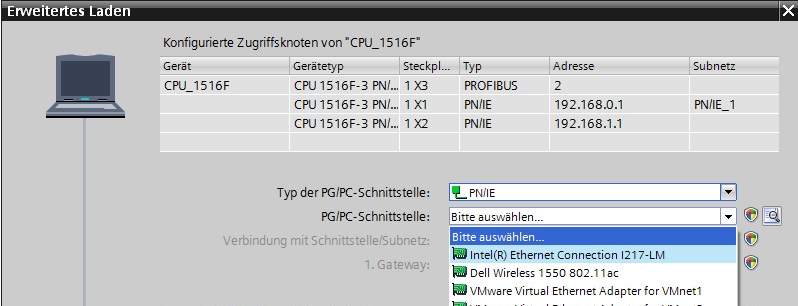 Erweitertes Laden
Konfigurierte Zugriffsknoten von "CPU_1516F"
Gerät Gerätetyp Steckpl... Typ Adresse Subnetz
CPU_1516F CPU 1516F-3 PN/... 1 X3 PROFIBUS 2
CPU 1516F-3 PN/... 1 X1 PN/IE 192.168.0.1 PN/IE_1
CPU 1516F-3 PN/... 1 X2 PN/IE 192.168.1.1
Typ der PG/PC-Schnittstelle: PN/IE
PG/PC-Schnittstelle: Bitte auswählen...
Bitte auswählen...
Verbindung mit Schnittstelle/Subnetz:
Intel(R) Ethernet Connection I217-LM
1. Gateway:
Dell Wireless 1550 802.11ac
VMware Virtual Ethernet Adapter for VMnet1